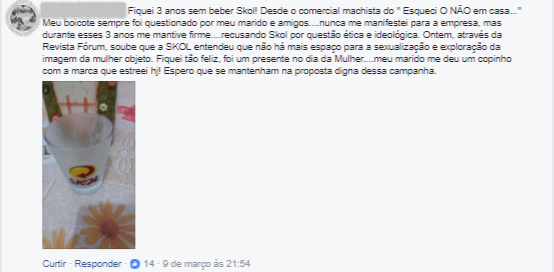 Fiquei 3 anos sem beber Skol! Desde o comercial machista do " Esqueci O NÃO em casa..."
Meu boicote sempre foi questionado por meu marido e amigos....nunca me manifestei para a empresa, mas
durante esses 3 anos me mantive firme....recusando Skol por questão ética e ideológica. Ontem, através da
Revista Fórum, soube que a SKOL entendeu que não há mais espaço para a sexualização e exploração da
imagem da mulher objeto. Fiquei tão feliz, foi um presente no dia da Mulher....meu marido me deu um copinho
com a marca que estreei hj! Espero que se mantenham na proposta digna dessa campanha.
SKOL
Curtir · Responder · 14 · 9 de março às 21:54